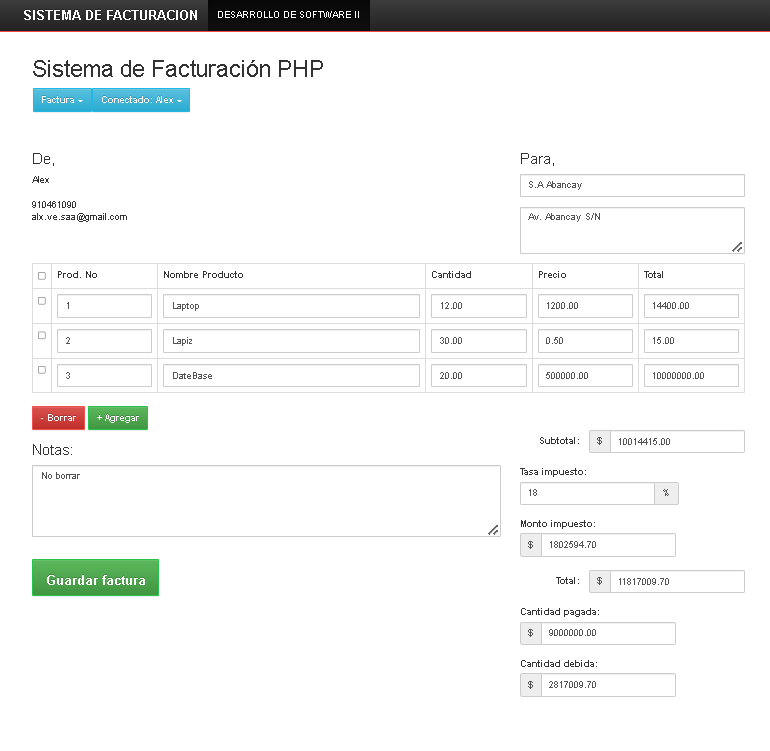 SISTEMA DE FACTURACION DESARROLLO DE SOFTWARE II
Sistema de Facturación PHP
Factura Conectado: Alex
De,
Alex
910461090
alx.ve.saa@gmail.com
Para,
S.A Abancay
Av. Abancay S/N
Prod. No Nombre Producto Cantidad Precio Total
1 Laptop 12.00 1200.00 14400.00
2 Lapiz 30.00 0.50 15.00
3 DateBase 20.00 500000.00 10000000.00
- Borrar + Agregar
Notas:
No borrar
Guardar factura
Subtotal: $ 10014415.00
Tasa impuesto:
18 %
Monto impuesto:
$ 1802594.70
Total: $ 11817009.70
Cantidad pagada:
$ 9000000.00
Cantidad debida:
$ 2817009.70